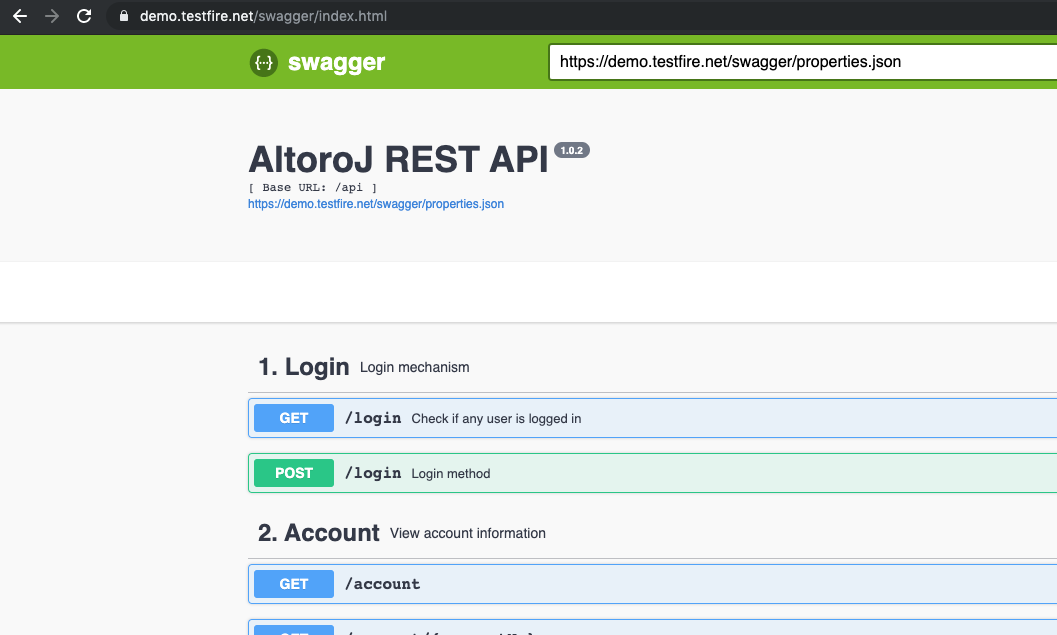 demo.testfire.net/swagger/index.html
{···} swagger
https://demo.testfire.net/swagger/properties.json
AltoroJ REST API 1.0.2
[ Base URL: /api ]
https://demo.testfire.net/swagger/properties.json
1. Login Login mechanism
GET /login Check if any user is logged in
POST /login Login method
2. Account View account information
GET /account